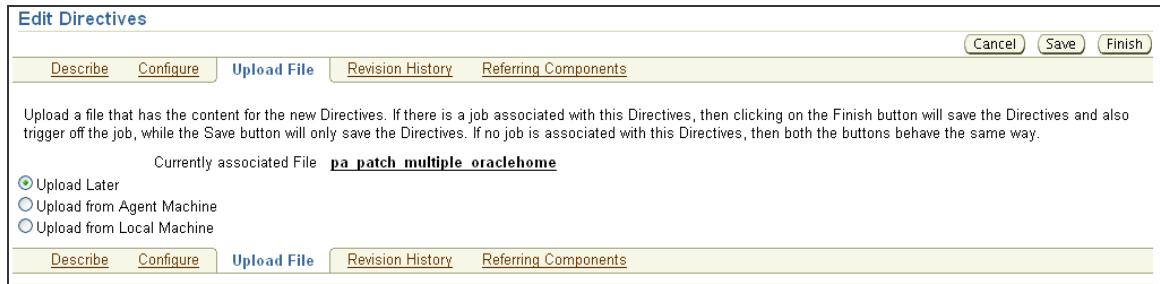 Edit Directives
Cancel Save Finish
Describe Configure Upload File Revision History Referring Components
Upload a file that has the content for the new Directives. If there is a job associated with this Directives, then clicking on the Finish button will save the Directives and also
trigger off the job, while the Save button will only save the Directives. If no job is associated with this Directives, then both the buttons behave the same way.
Currently associated File pa_patch_multiple_oraclehome
Upload Later
Upload from Agent Machine
Upload from Local Machine
Describe Configure Upload File Revision History Referring Components